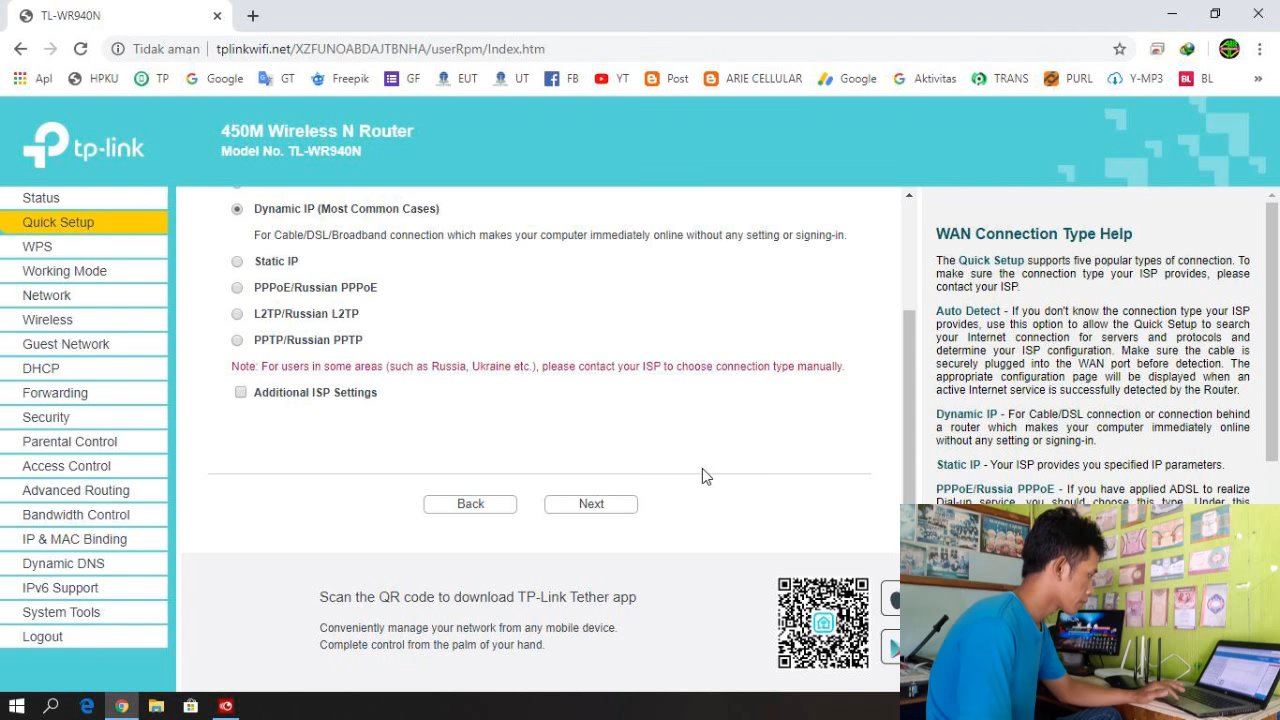 TL-WR940N
Tidak aman
tplinkwifi.net/XZFUNOABDAJTBNHA/userRpm/Index.htm
Apl HPKU TP Google GT Freepik GF EUT UT FB YT Post ARIE CELLULAR Google Aktivitas TRANS PURL Y-MP3 BL »
tp-link
450M Wireless N Router
Model No. TL-WR940N
Status
Quick Setup
WPS
Working Mode
Network
Wireless
Guest Network
DHCP
Forwarding
Security
Parental Control
Access Control
Advanced Routing
Bandwidth Control
IP & MAC Binding
Dynamic DNS
IPv6 Support
System Tools
Logout
Dynamic IP (Most Common Cases)
For Cable/DSL/Broadband connection which makes your computer immediately online without any setting or signing-in.
Static IP
PPPoE/Russian PPPoE
L2TP/Russian L2TP
PPTP/Russian PPTP
Note: For users in some areas (such as Russia, Ukraine etc.), please contact your ISP to choose connection type manually.
Additional ISP Settings
Back
Next
Scan the QR code to download TP-Link Tether app
Conveniently manage your network from any mobile device.
Complete control from the palm of your hand.
WAN Connection Type Help
The Quick Setup supports five popular types of connection. To
make sure the connection type your ISP provides, please
contact your ISP.
Auto Detect - If you don't know the connection type your ISP
provides, use this option to allow the Quick Setup to search
your Internet connection for servers and protocols and
determine your ISP configuration. Make sure the cable is
securely plugged into the WAN port before detection. The
appropriate configuration page will be displayed when an
active Internet service is successfully detected by the Router.
Dynamic IP - For Cable/DSL connection or connection behind
a router which makes your computer immediately online
without any setting or signing-in.
Static IP - Your ISP provides you specified IP parameters.
PPPoE/Russia PPPoE - If you have applied ADSL to realize
Dial-up service, you should choose this type. Under this